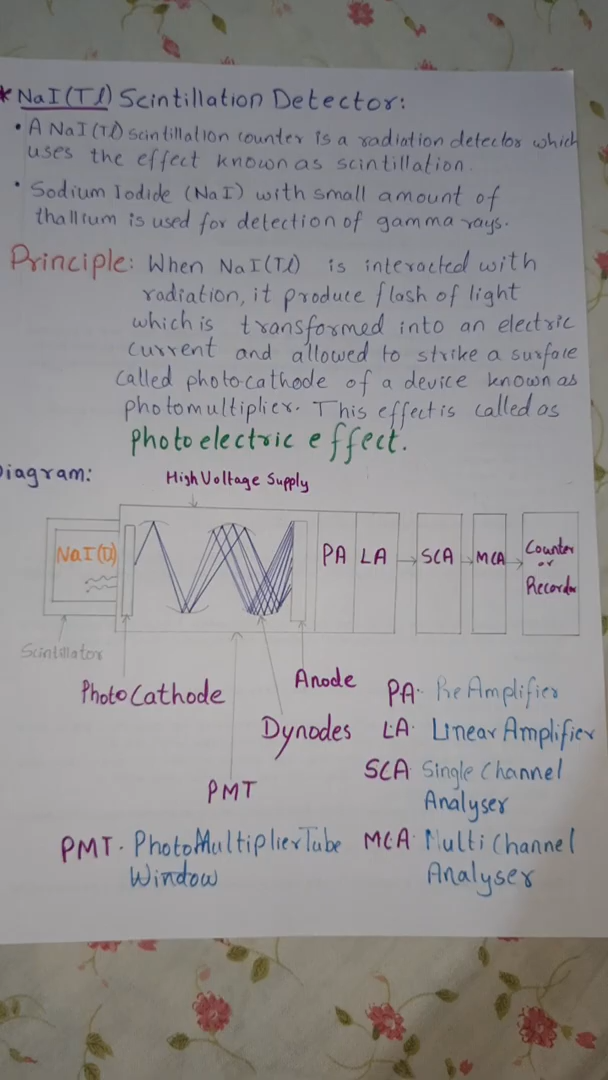 * NaI(Tl) Scintillation Detector:
• A NaI(Tl) scintillation counter is a radiation detector which
uses the effect known as scintillation.
• Sodium Iodide (NaI) with small amount of
thallium is used for detection of gamma rays.
Principle: When NaI(Tl) is interacted with
radiation, it produce flash of light
which is transformed into an electric
current and allowed to strike a surface
called photocathode of a device known as
photomultiplier. This effect is called as
photoelectric effect.
Diagram:
High Voltage Supply
NaI(Tl)
PA LA SCA MCA Counter
or
Recorder
Scintillator
Photo Cathode
Anode
Dynodes
PMT
PA. Pre Amplifier
LA. Linear Amplifier
SCA. Single Channel
Analyser
MCA. Multi Channel
Analyser
PMT. PhotoMultiplierTube
Window